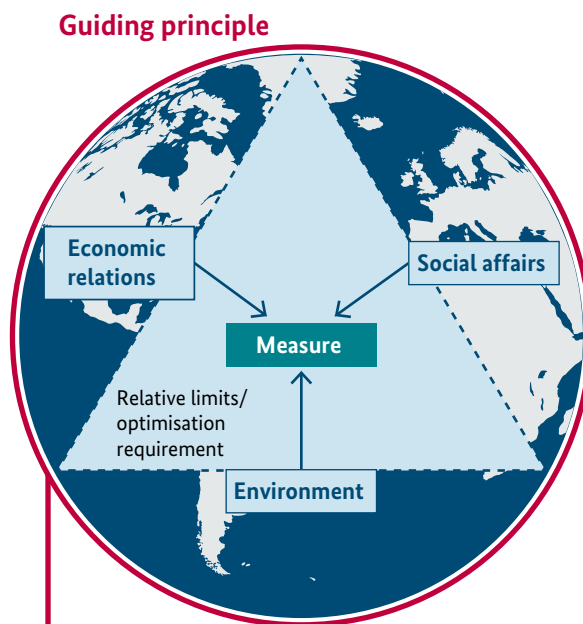 Guiding principle
Economic
relations
Social affairs
Measure
Relative limits/
optimisation
requirement
Environment